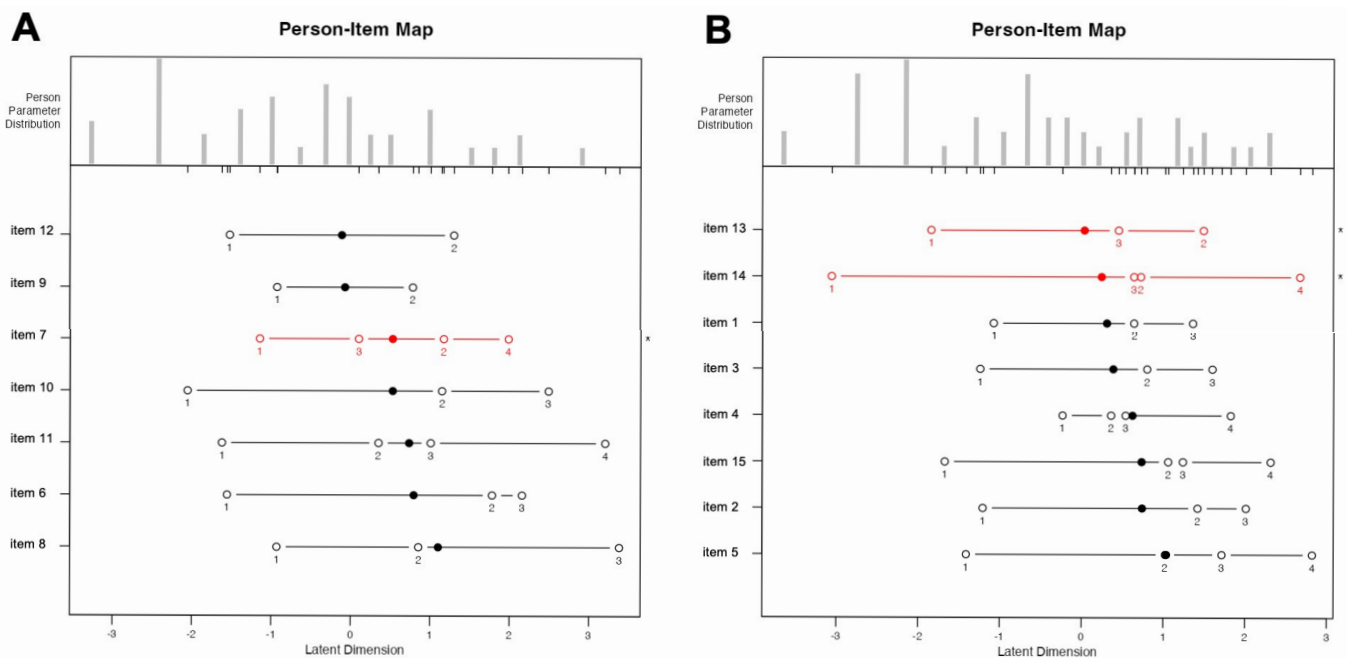 A
Person-Item Map
Person
Parameter
Distribution
item 12
1 2
item 9
1 2
item 7
1 3 2 4
*
item 10
1 2 3
item 11
1 2 3 4
item 6
1 2 3
item 8
1 2 3
-3 -2 -1 0 1 2 3
Latent Dimension
B
Person-Item Map
Person
Parameter
Distribution
item 13
1 3 2
*
item 14
1 3 2 4
*
item 1
1 2 3
item 3
1 2 3
item 4
1 2 3 4
item 15
1 2 3 4
item 2
1 2 3
item 5
1 2 3 4
-3 -2 -1 0 1 2 3
Latent Dimension